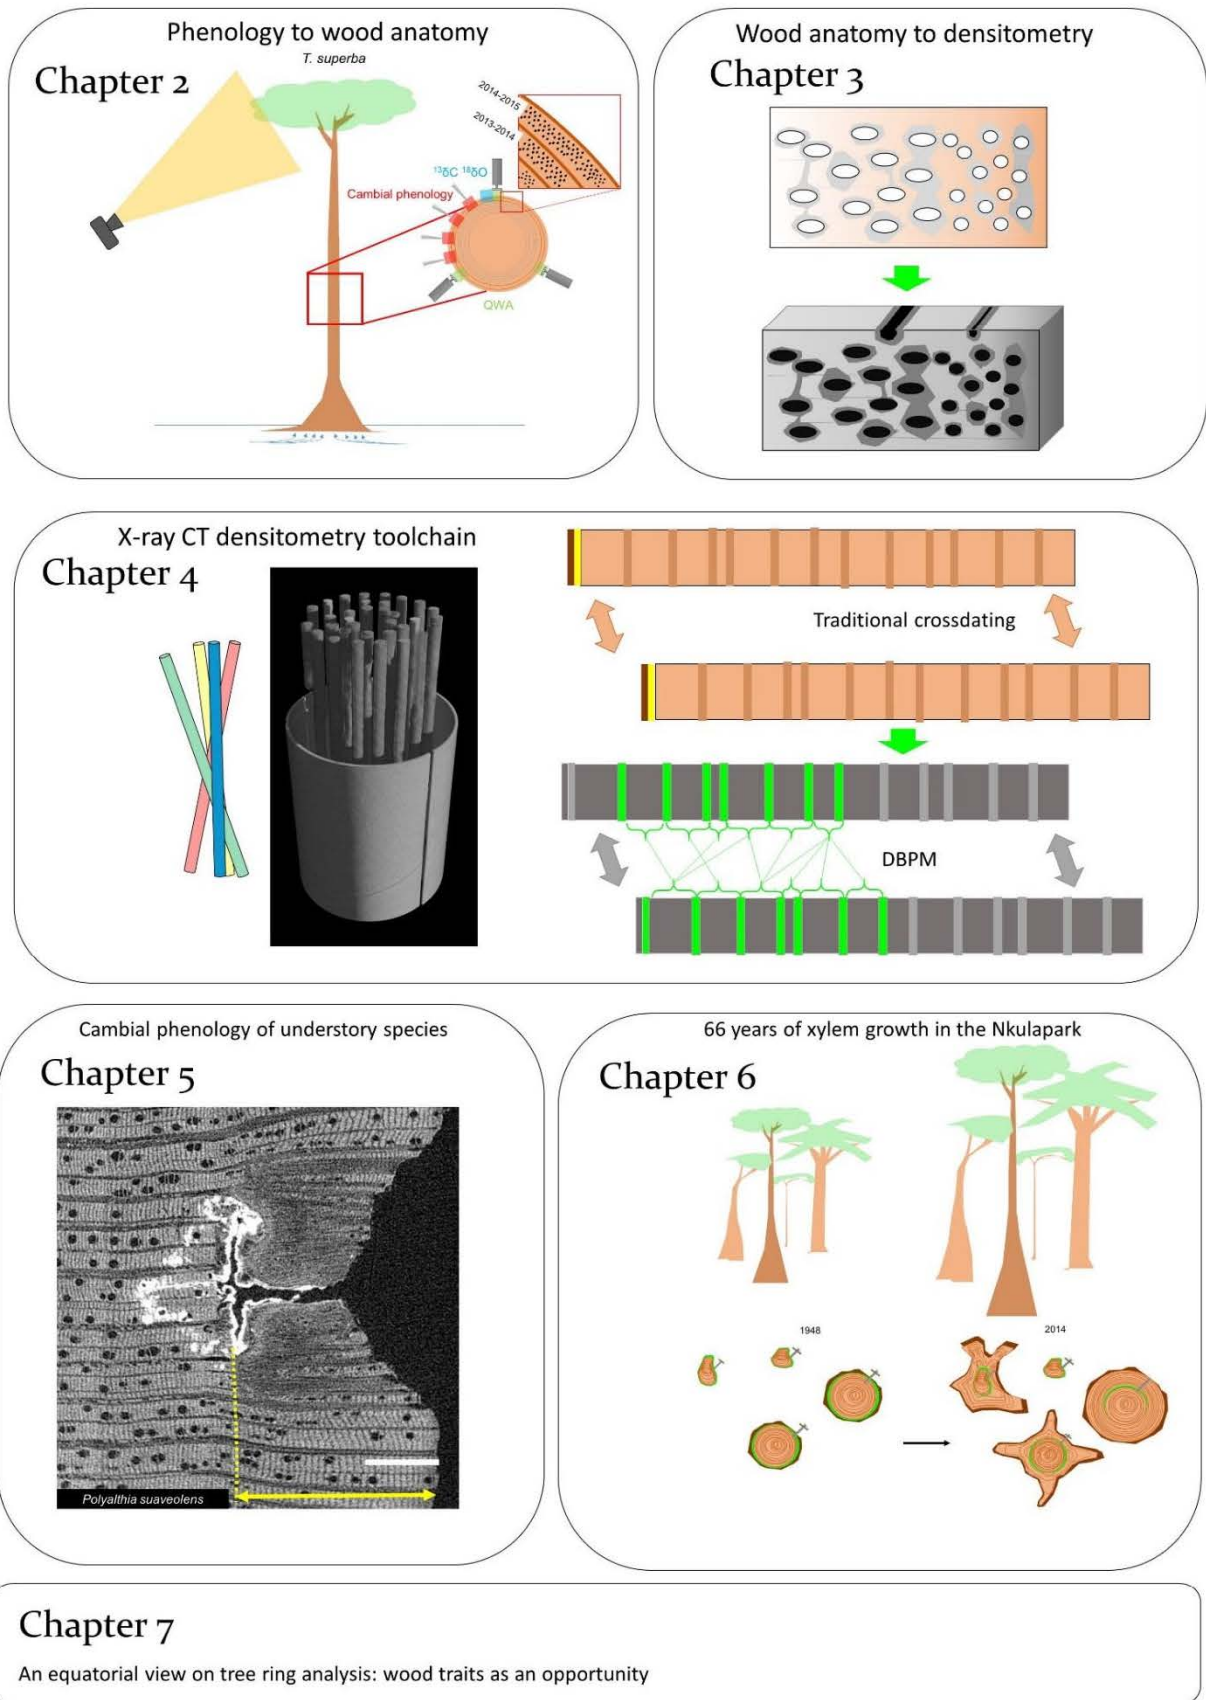 Phenology to wood anatomy
T. superba
Chapter 2
2014-2015
2013-2014
¹³δC ¹⁸δO
Cambial phenology
QWA
Wood anatomy to densitometry
Chapter 3
X-ray CT densitometry toolchain
Chapter 4
Traditional crossdating
DBPM
Cambial phenology of understory species
Chapter 5
Polyalthia suaveolens
66 years of xylem growth in the Nkulapark
Chapter 6
1948
2014
Chapter 7
An equatorial view on tree ring analysis: wood traits as an opportunity